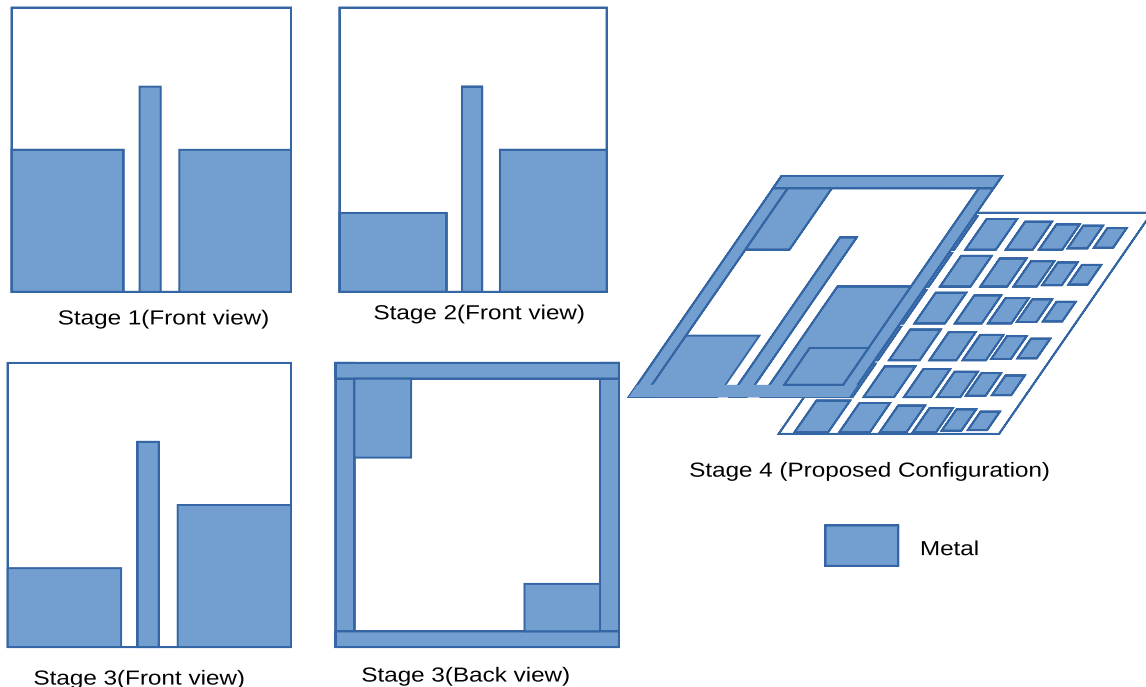 Stage 1(Front view)
Stage 2(Front view)
Stage 3(Front view)
Stage 3(Back view)
Stage 4 (Proposed Configuration)
Metal